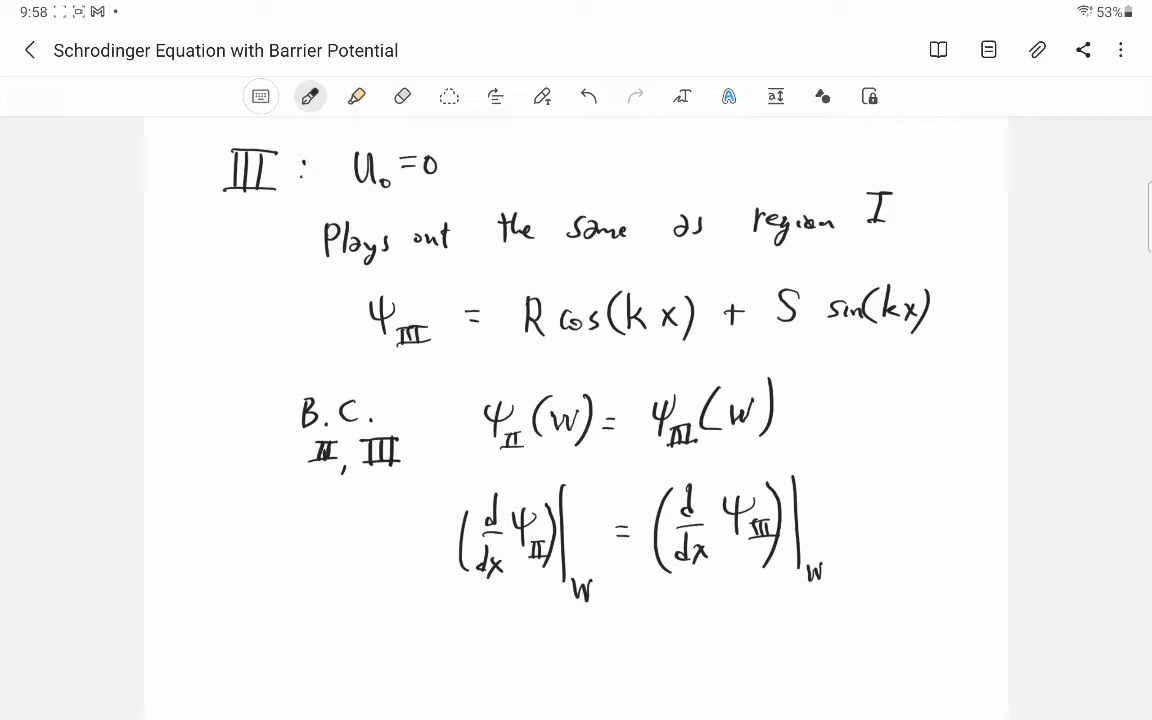 9:58
53%
Schrodinger Equation with Barrier Potential
III : U₀ = 0
Plays out the same as region I
Ψ_III = R cos(kx) + S sin(kx)
B.C. Ψ_II (W) = Ψ_III (W)
II, III
(d/dx Ψ_II)|_W = (d/dx Ψ_III)|_W